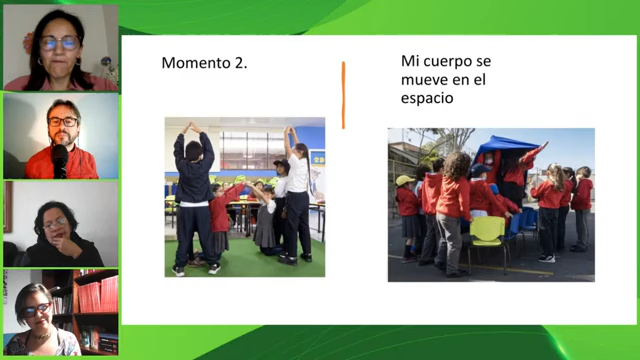 Momento 2.
Mi cuerpo se
mueve en el
espacio